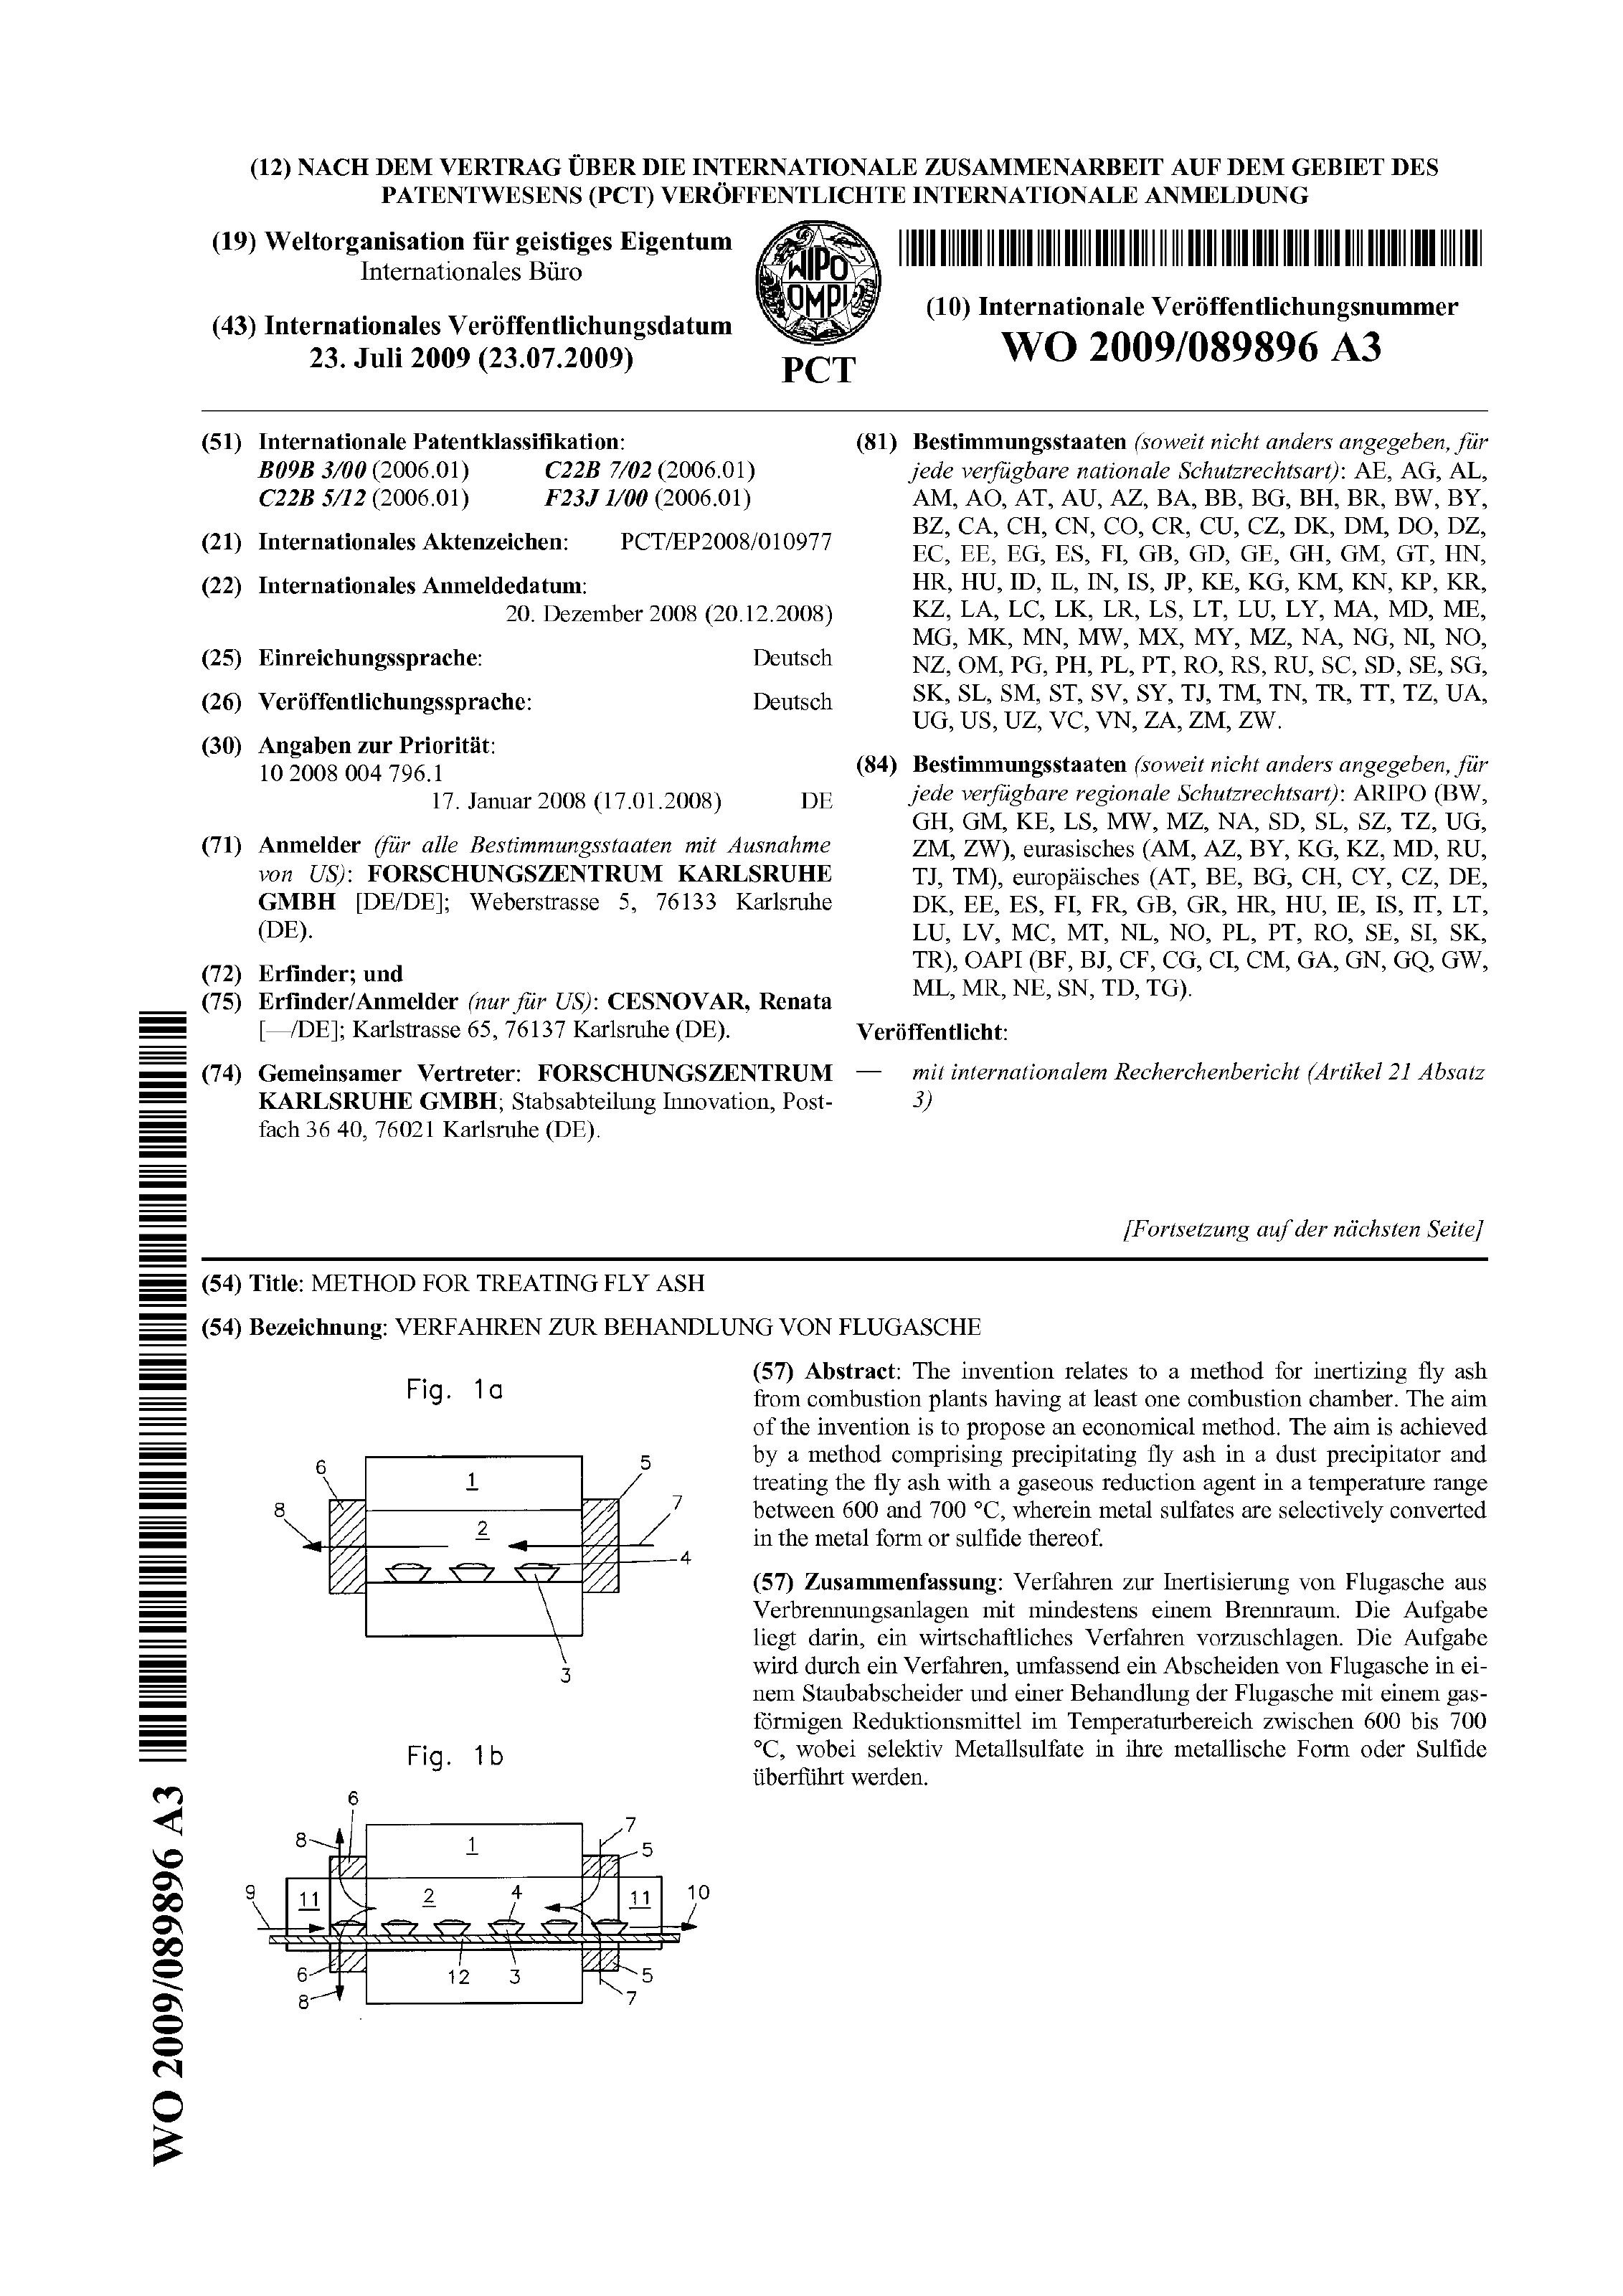 (12) NACH DEM VERTRAG ÜBER DIE INTERNATIONALE ZUSAMMENARBEIT AUF DEM GEBIET DES
PATENTWESENS (PCT) VERÖFFENTLICHTE INTERNATIONALE ANMELDUNG
(19) Weltorganisation für geistiges Eigentum
Internationales Büro
(43) Internationales Veröffentlichungsdatum
23. Juli 2009 (23.07.2009)
WIPO
OMPI
PCT
(10) Internationale Veröffentlichungsnummer
WO 2009/089896 A3
(51) Internationale Patentklassifikation:
B09B 3/00 (2006.01) C22B 7/02 (2006.01)
C22B 5/12 (2006.01) F23J 1/00 (2006.01)
(21) Internationales Aktenzeichen: PCT/EP2008/010977
(22) Internationales Anmeldedatum:
20. Dezember 2008 (20.12.2008)
(25) Einreichungssprache: Deutsch
(26) Veröffentlichungssprache: Deutsch
(30) Angaben zur Priorität:
10 2008 004 796.1
17. Januar 2008 (17.01.2008) DE
(71) Anmelder (für alle Bestimmungsstaaten mit Ausnahme
von US): FORSCHUNGSZENTRUM KARLSRUHE
GMBH [DE/DE]; Weberstrasse 5, 76133 Karlsruhe
(DE).
(72) Erfinder; und
(75) Erfinder/Anmelder (nur für US): CESNOVAR, Renata
[—/DE]; Karlstrasse 65, 76137 Karlsruhe (DE).
(74) Gemeinsamer Vertreter: FORSCHUNGSZENTRUM
KARLSRUHE GMBH; Stabsabteilung Innovation, Post-
fach 36 40, 76021 Karlsruhe (DE).
(81) Bestimmungsstaaten (soweit nicht anders angegeben, für
jede verfügbare nationale Schutzrechtsart): AE, AG, AL,
AM, AO, AT, AU, AZ, BA, BB, BG, BH, BR, BW, BY,
BZ, CA, CH, CN, CO, CR, CU, CZ, DK, DM, DO, DZ,
EC, EE, EG, ES, FI, GB, GD, GE, GH, GM, GT, HN,
HR, HU, ID, IL, IN, IS, JP, KE, KG, KM, KN, KP, KR,
KZ, LA, LC, LK, LR, LS, LT, LU, LY, MA, MD, ME,
MG, MK, MN, MW, MX, MY, MZ, NA, NG, NI, NO,
NZ, OM, PG, PH, PL, PT, RO, RS, RU, SC, SD, SE, SG,
SK, SL, SM, ST, SV, SY, TJ, TM, TN, TR, TT, TZ, UA,
UG, US, UZ, VC, VN, ZA, ZM, ZW.
(84) Bestimmungsstaaten (soweit nicht anders angegeben, für
jede verfügbare regionale Schutzrechtsart): ARIPO (BW,
GH, GM, KE, LS, MW, MZ, NA, SD, SL, SZ, TZ, UG,
ZM, ZW), eurasisches (AM, AZ, BY, KG, KZ, MD, RU,
TJ, TM), europäisches (AT, BE, BG, CH, CY, CZ, DE,
DK, EE, ES, FI, FR, GB, GR, HR, HU, IE, IS, IT, LT,
LU, LV, MC, MT, NL, NO, PL, PT, RO, SE, SI, SK,
TR), OAPI (BF, BJ, CF, CG, CI, CM, GA, GN, GQ, GW,
ML, MR, NE, SN, TD, TG).
Veröffentlicht:
— mit internationalem Recherchenbericht (Artikel 21 Absatz
3)
[Fortsetzung auf der nächsten Seite]
(54) Title: METHOD FOR TREATING FLY ASH
(54) Bezeichnung: VERFAHREN ZUR BEHANDLUNG VON FLUGASCHE
Fig. 1a
6 1 5
8 2 7
4
3
Fig. 1b
6
8 1 7
5
9 11 2 4 11 10
6 12 3 5
8 7
(57) Abstract: The invention relates to a method for inertizing fly ash
from combustion plants having at least one combustion chamber. The aim
of the invention is to propose an economical method. The aim is achieved
by a method comprising precipitating fly ash in a dust precipitator and
treating the fly ash with a gaseous reduction agent in a temperature range
between 600 and 700 °C, wherein metal sulfates are selectively converted
in the metal form or sulfide thereof.
(57) Zusammenfassung: Verfahren zur Inertisierung von Flugasche aus
Verbrennungsanlagen mit mindestens einem Brennraum. Die Aufgabe
liegt darin, ein wirtschaftliches Verfahren vorzuschlagen. Die Aufgabe
wird durch ein Verfahren, umfassend ein Abscheiden von Flugasche in ei-
nem Staubabscheider und einer Behandlung der Flugasche mit einem gas-
förmigen Reduktionsmittel im Temperaturbereich zwischen 600 bis 700
°C, wobei selektiv Metallsulfate in ihre metallische Form oder Sulfide
überführt werden.
WO 2009/089896 A3